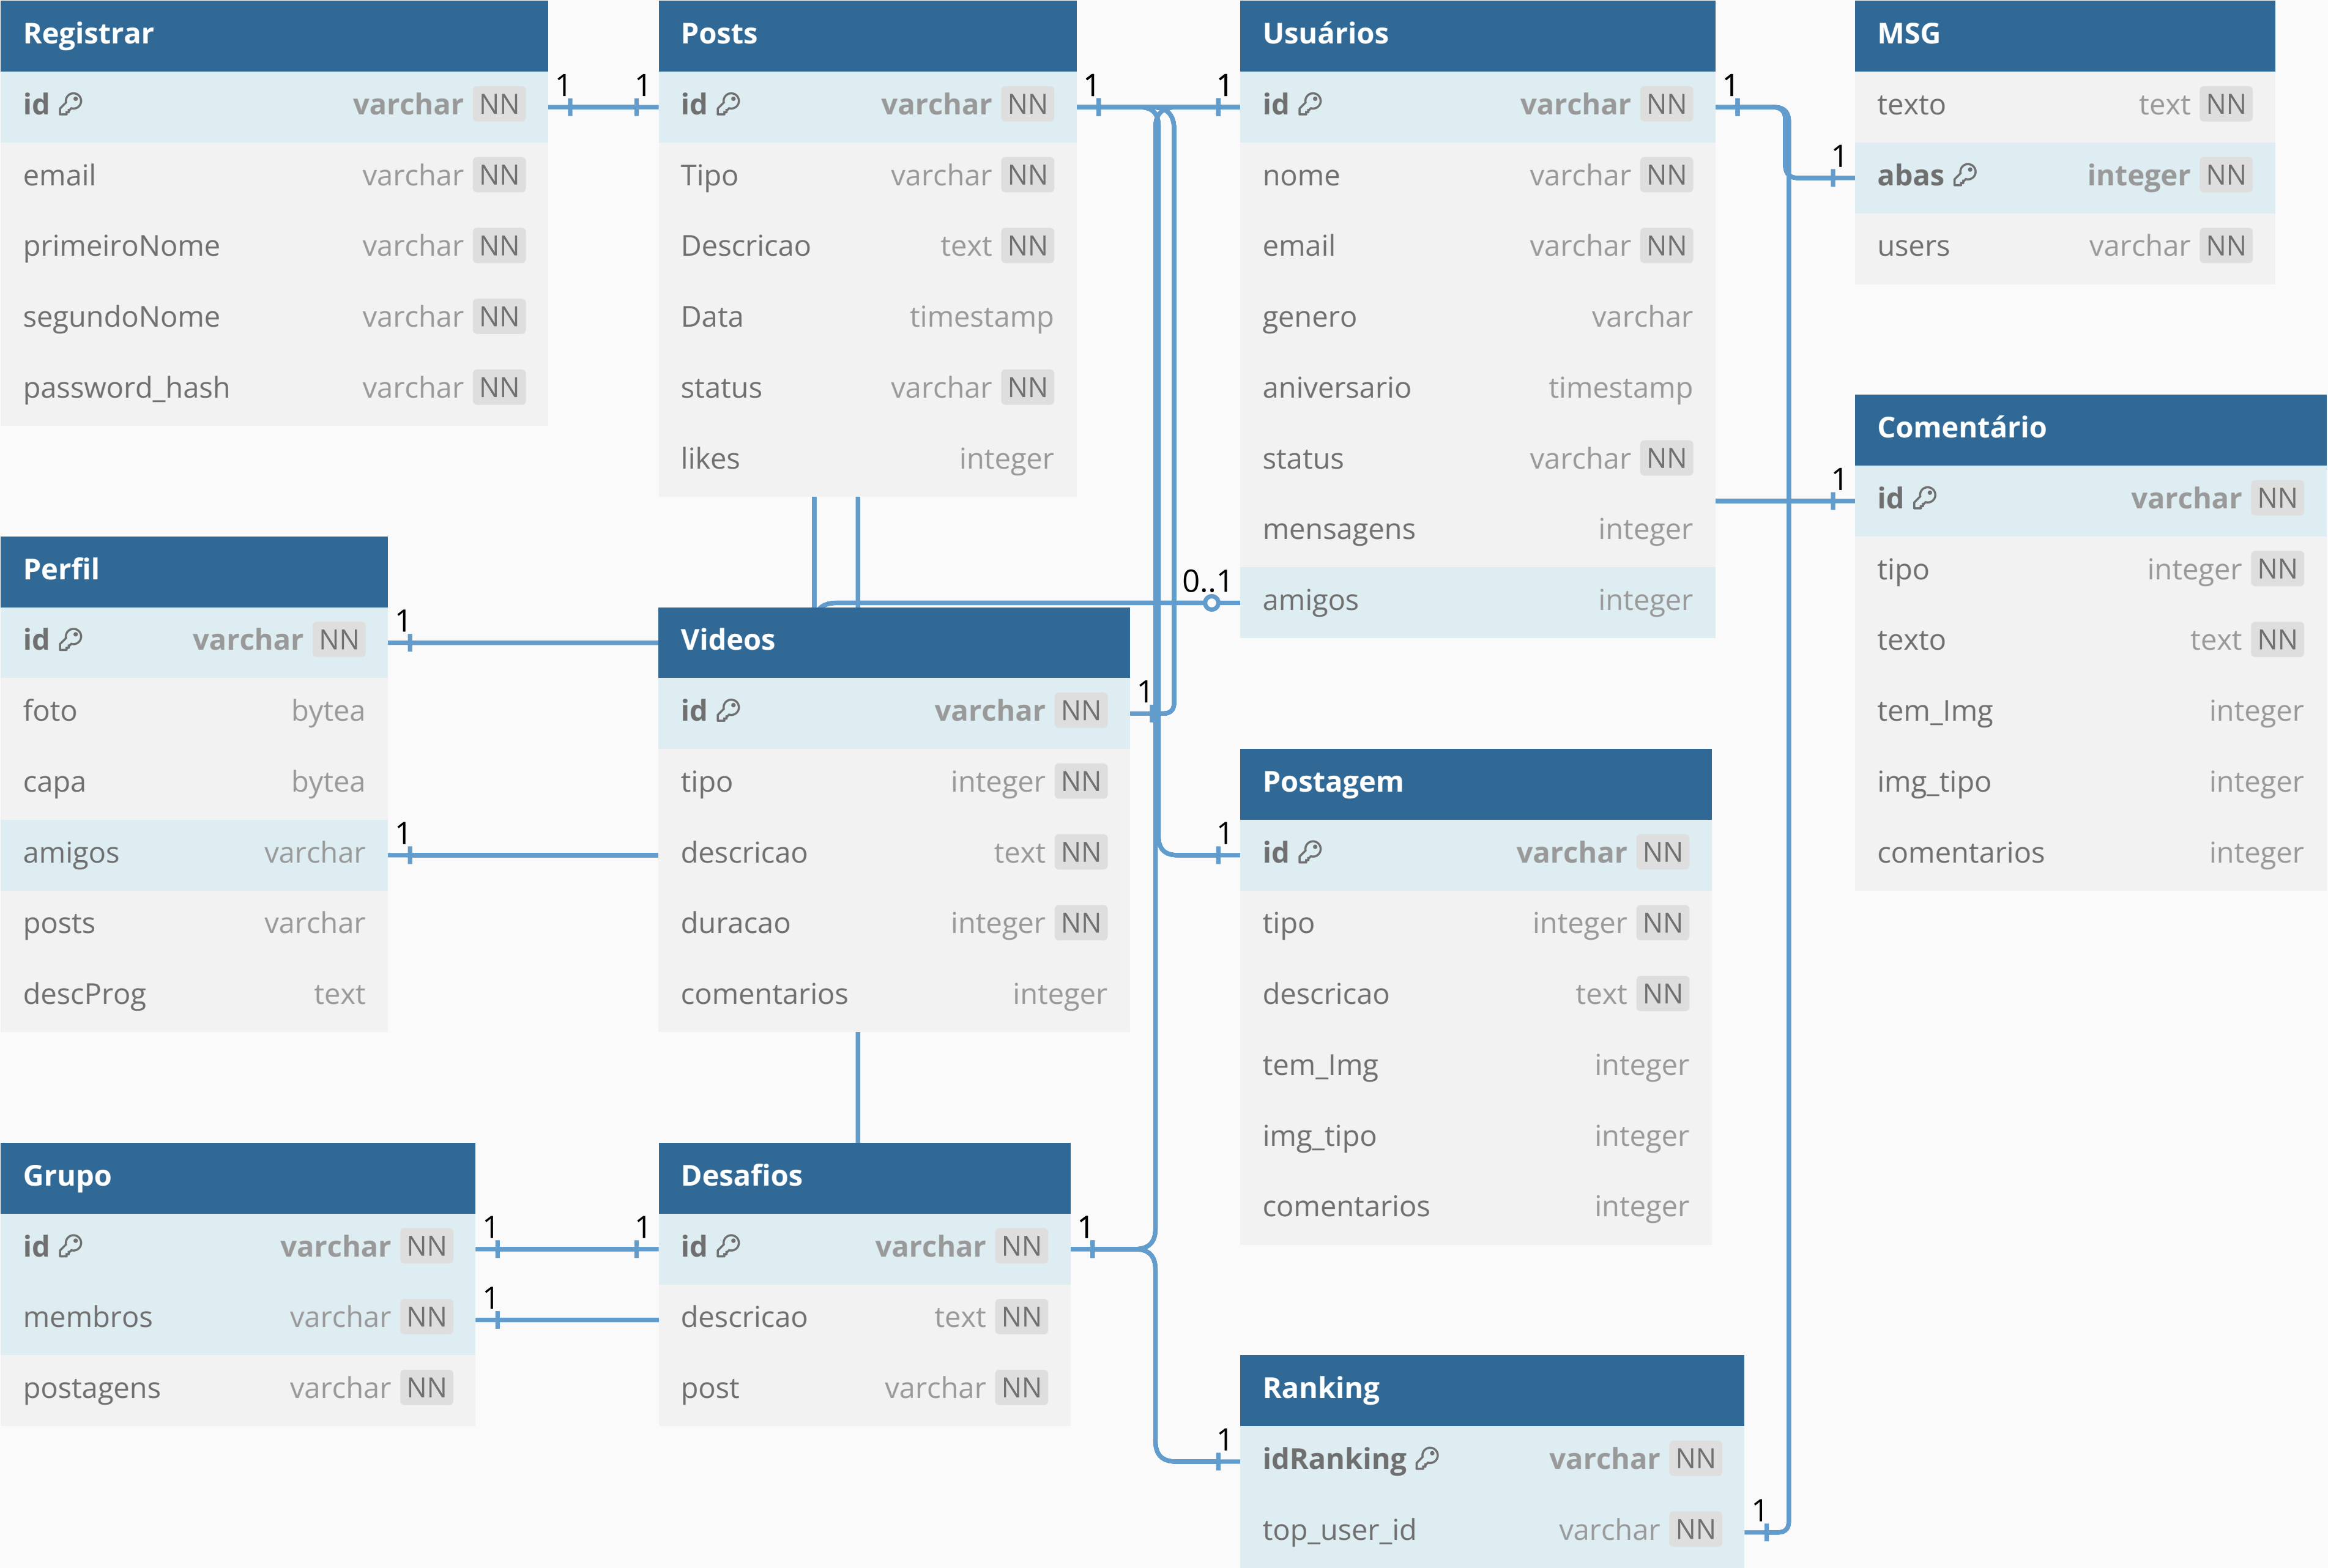 Registrar
id varchar NN
email varchar NN
primeiroNome varchar NN
segundoNome varchar NN
password_hash varchar NN
1 1
Posts
id varchar NN
Tipo varchar NN
Descricao text NN
Data timestamp
status varchar NN
likes integer
1 1
Usuários
id varchar NN
nome varchar NN
email varchar NN
genero varchar
aniversario timestamp
status varchar NN
mensagens integer
amigos integer
0..1
1
1
MSG
texto text NN
abas integer NN
users varchar NN
1
Comentário
id varchar NN
tipo integer NN
texto text NN
tem_Img integer
img_tipo integer
comentarios integer
Perfil
id varchar NN
foto bytea
capa bytea
amigos varchar
posts varchar
descProg text
1
1
Videos
id varchar NN
tipo integer NN
descricao text NN
duracao integer NN
comentarios integer
1
1
Postagem
id varchar NN
tipo integer NN
descricao text NN
tem_Img integer
img_tipo integer
comentarios integer
Grupo
id varchar NN
membros varchar NN
postagens varchar NN
1 1
1
Desafios
id varchar NN
descricao text NN
post varchar NN
1
1
Ranking
idRanking varchar NN
top_user_id varchar NN
1